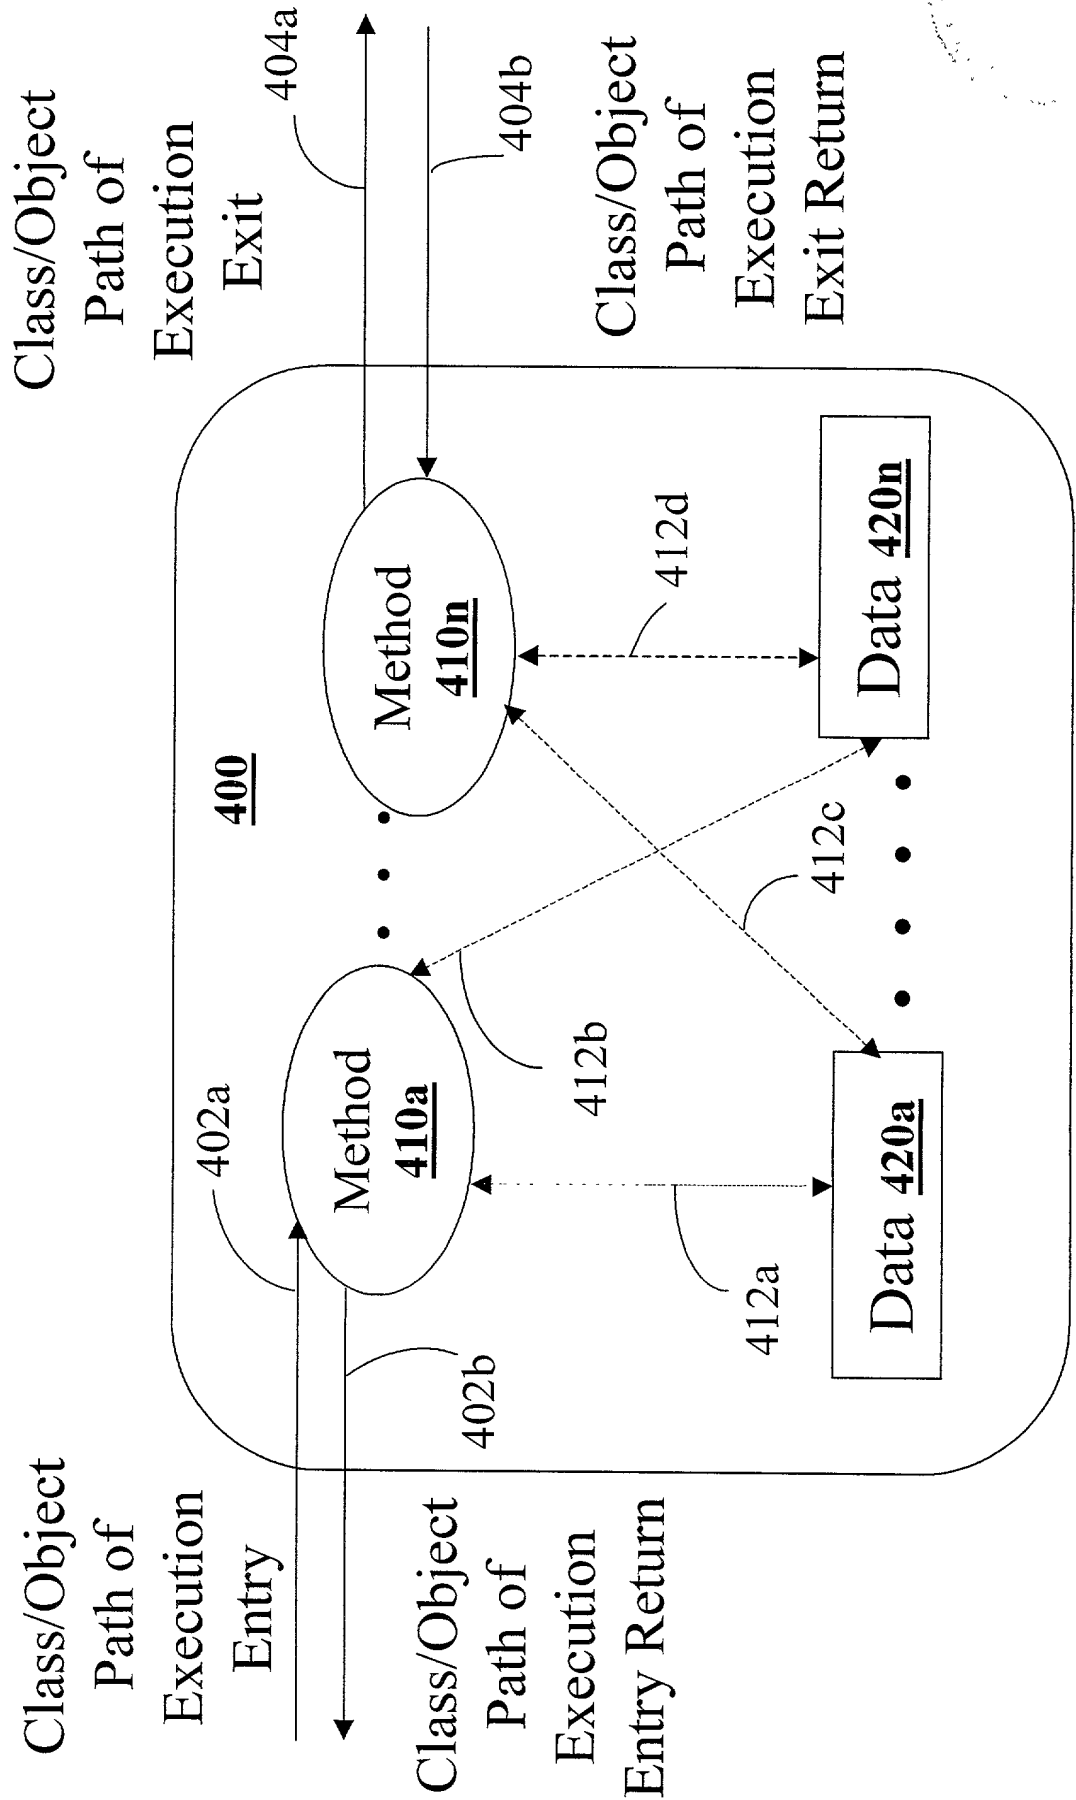 Class/Object
Path of
Execution
Entry
Class/Object
Path of
Execution
Entry Return
402a
402b
400
Method
410a
Method
410n
412a
412b
412c
412d
Data 420a
Data 420n
Class/Object
Path of
Execution
Exit
404a
404b
Class/Object
Path of
Execution
Exit Return